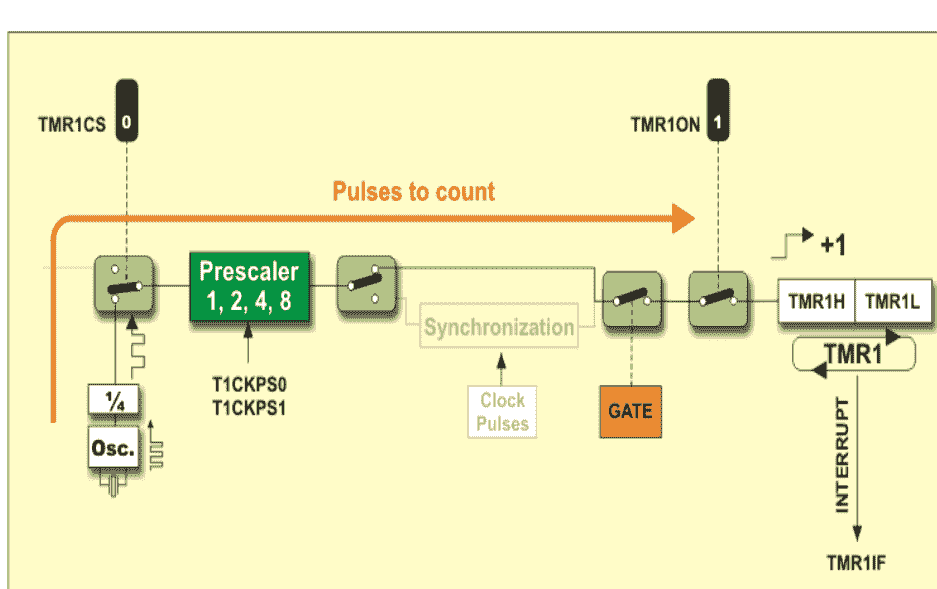 TMR1CS
0
TMR1ON
1
Pulses to count
+1
Prescaler
1, 2, 4, 8
TMR1H
TMR1L
Synchronization
TMR1
T1CKPS0
T1CKPS1
¼
Clock
Pulses
GATE
Osc.
INTERRUPT
TMR1IF